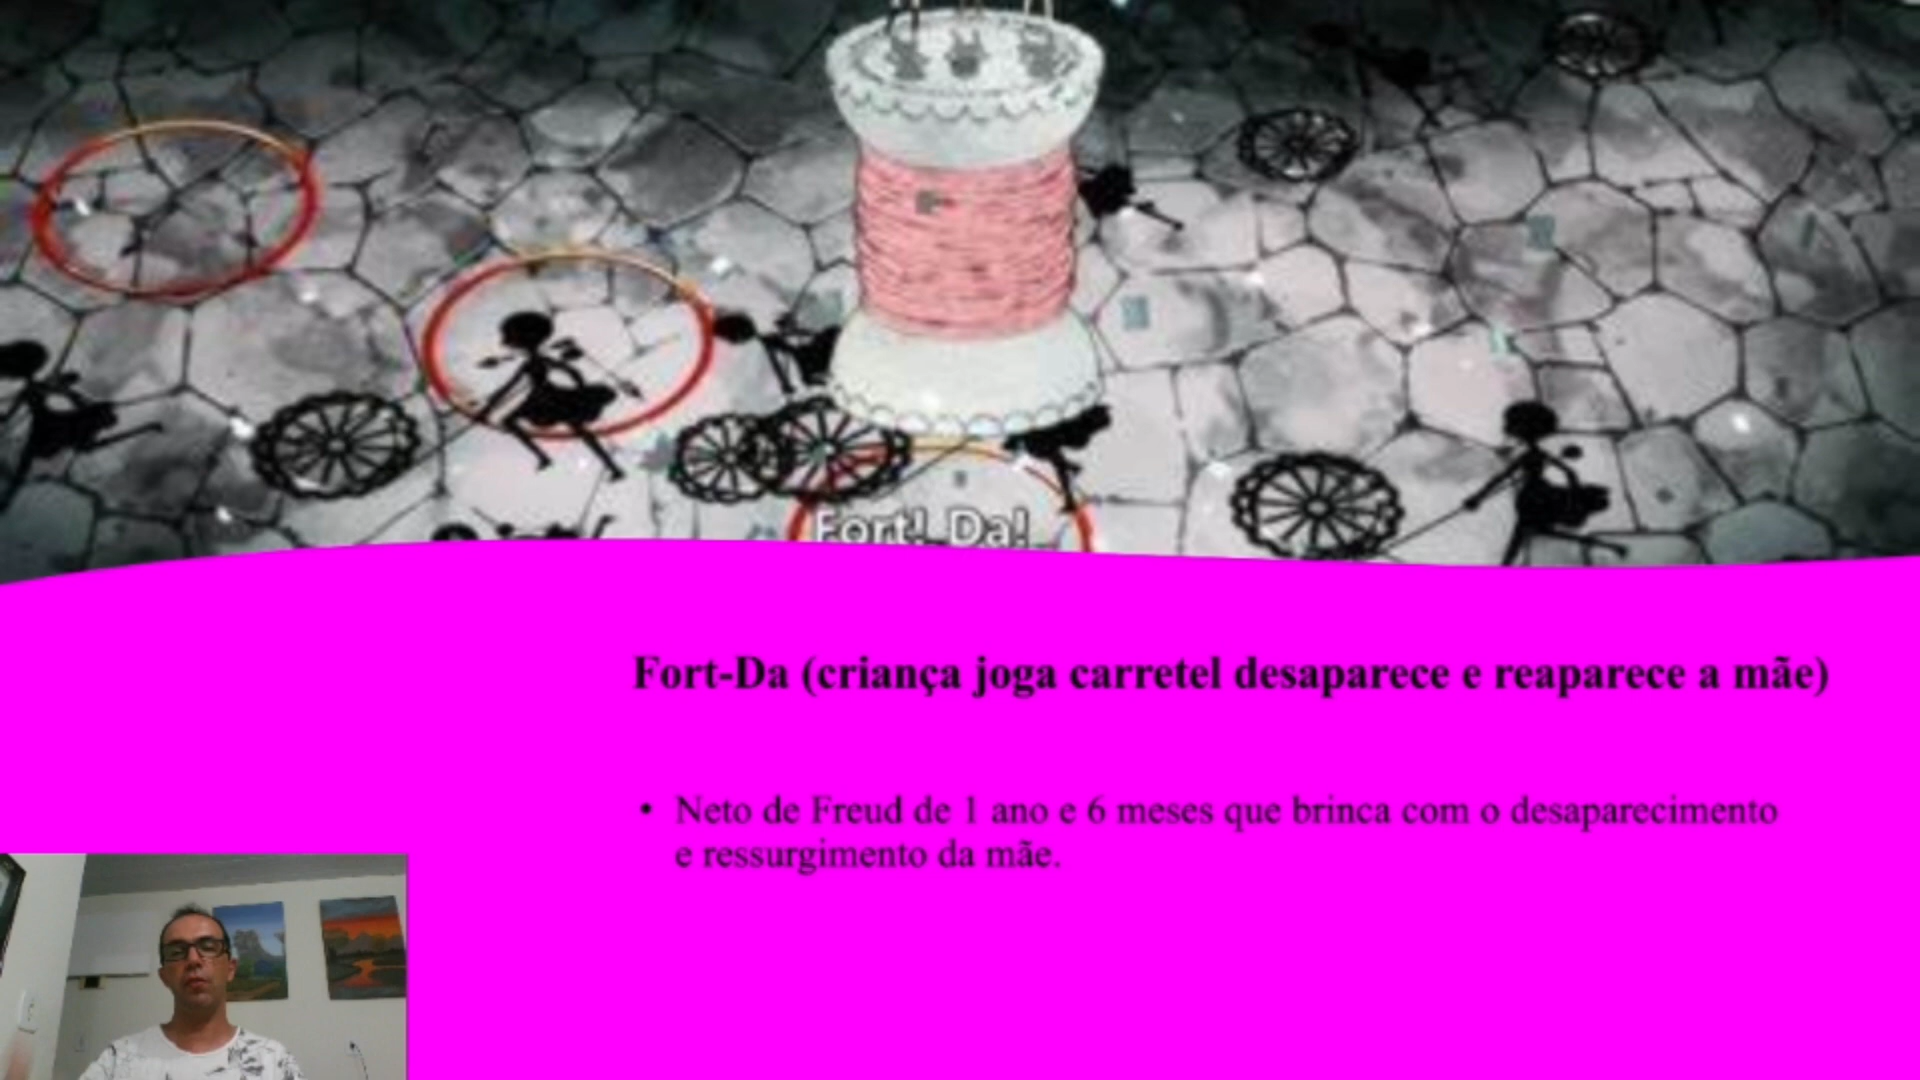 Fort! Da!
Fort-Da (criança joga carretel desaparece e reaparece a mãe)
• Neto de Freud de 1 ano e 6 meses que brinca com o desaparecimento
e ressurgimento da mãe.